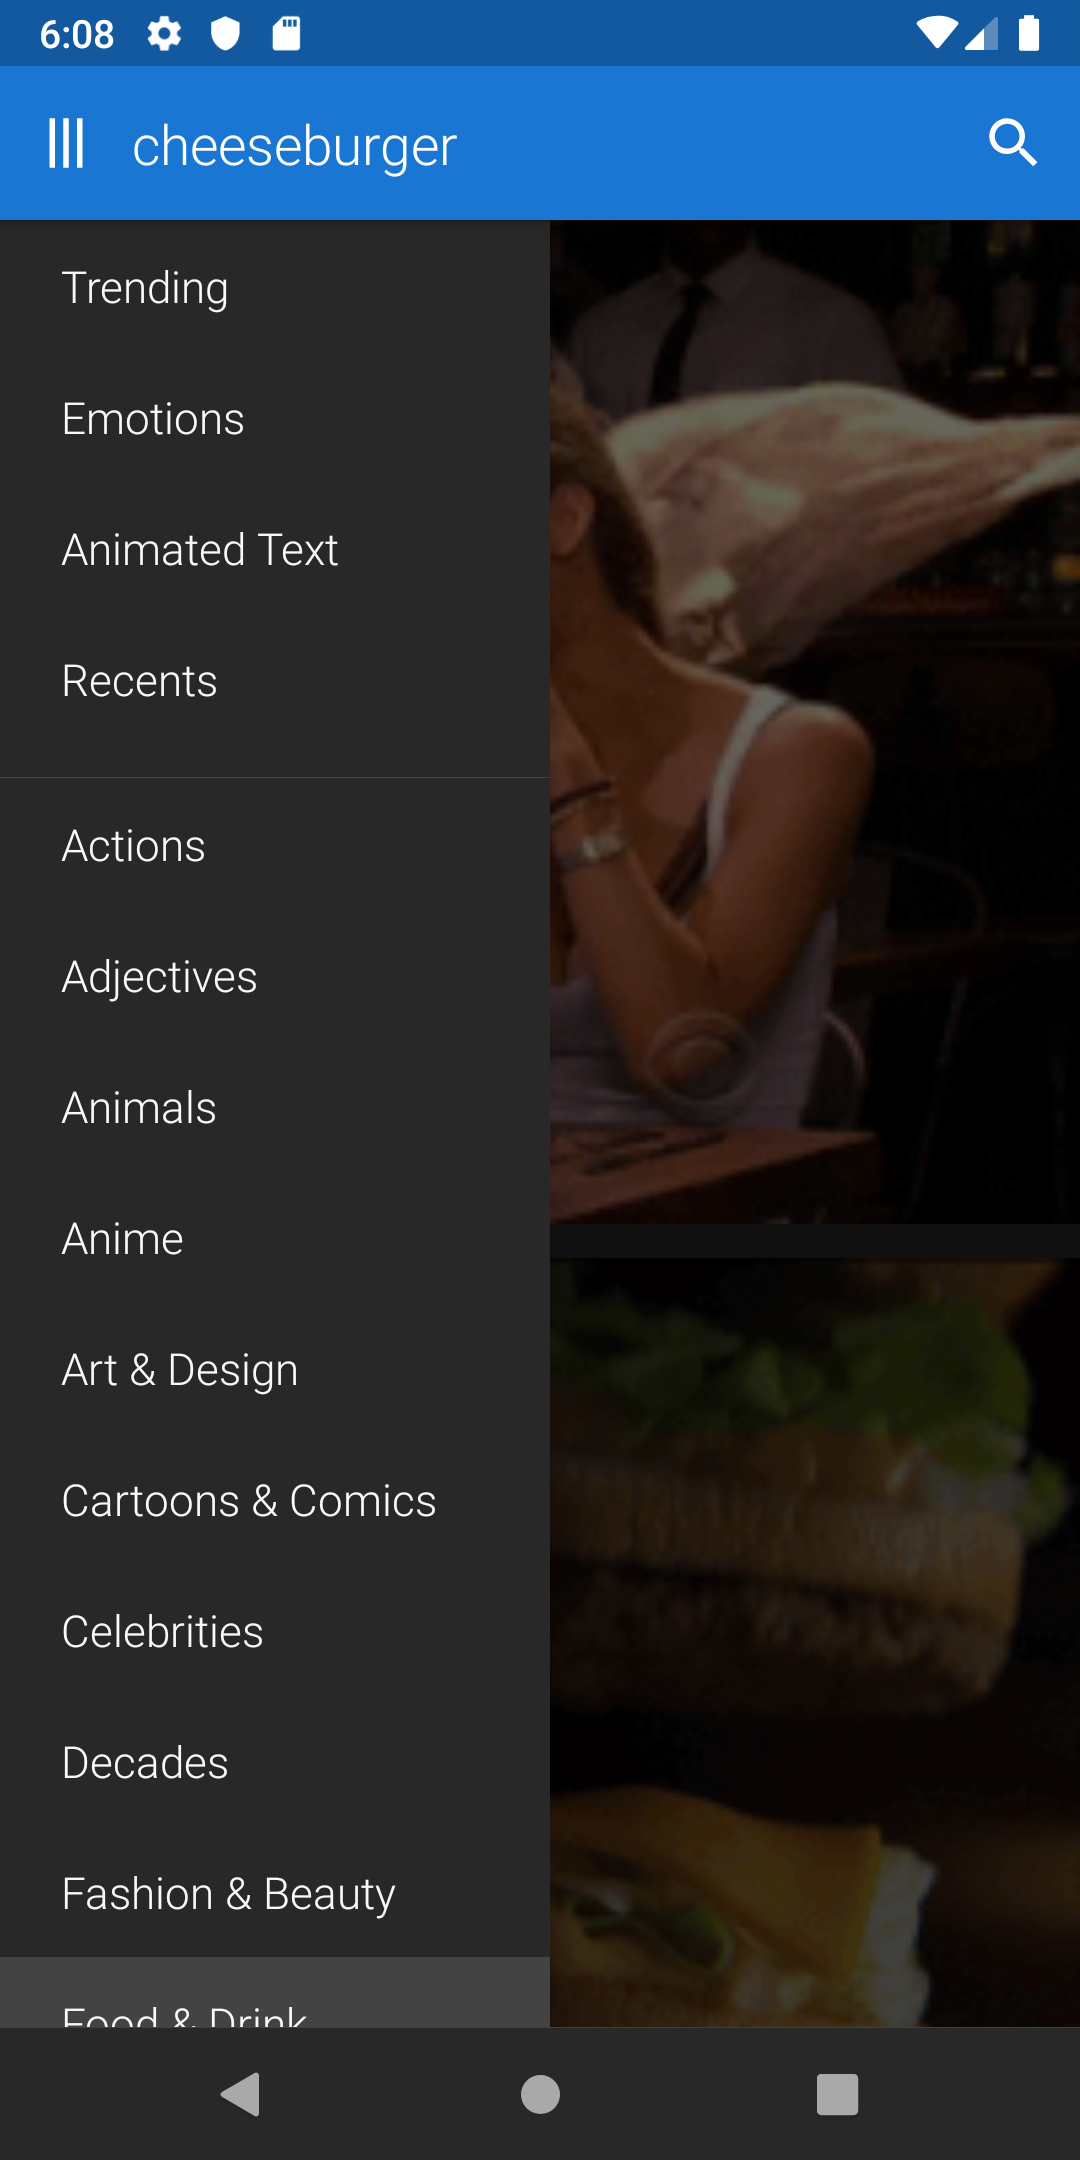 6:08
cheeseburger
Trending
Emotions
Animated Text
Recents
Actions
Adjectives
Animals
Anime
Art & Design
Cartoons & Comics
Celebrities
Decades
Fashion & Beauty
Food & Drink